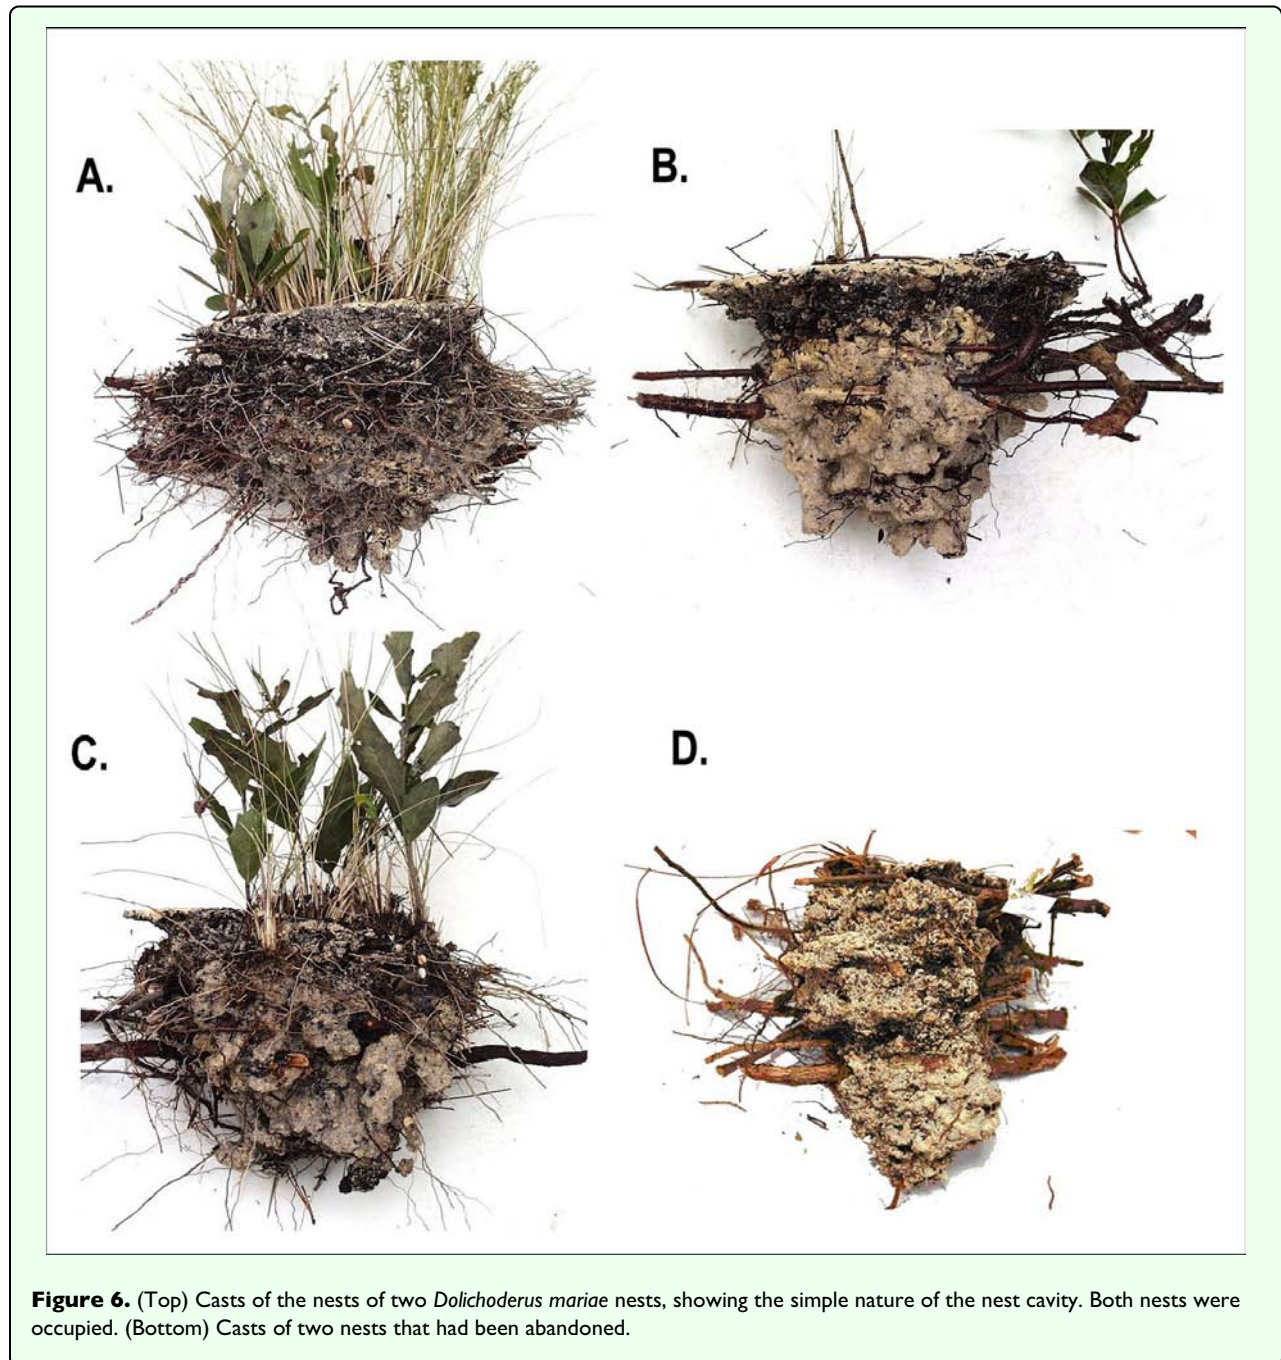 A.
B.
C.
D.
Figure 6. (Top) Casts of the nests of two Dolichoderus mariae nests, showing the simple nature of the nest cavity. Both nests were
occupied. (Bottom) Casts of two nests that had been abandoned.